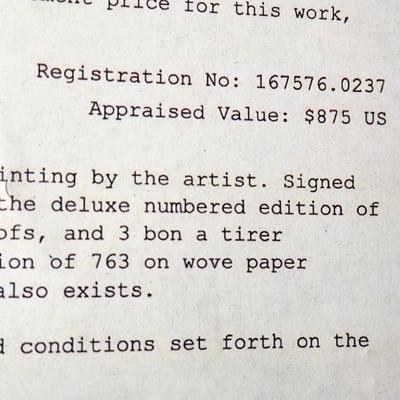 price for this work,
Registration No: 167576.0237
Appraised Value: $875 US
inting by the artist. Signed
the deluxe numbered edition of
ofs, and 3 bon a tirer
ion of 763 on wove paper
also exists.
d conditions set forth on the